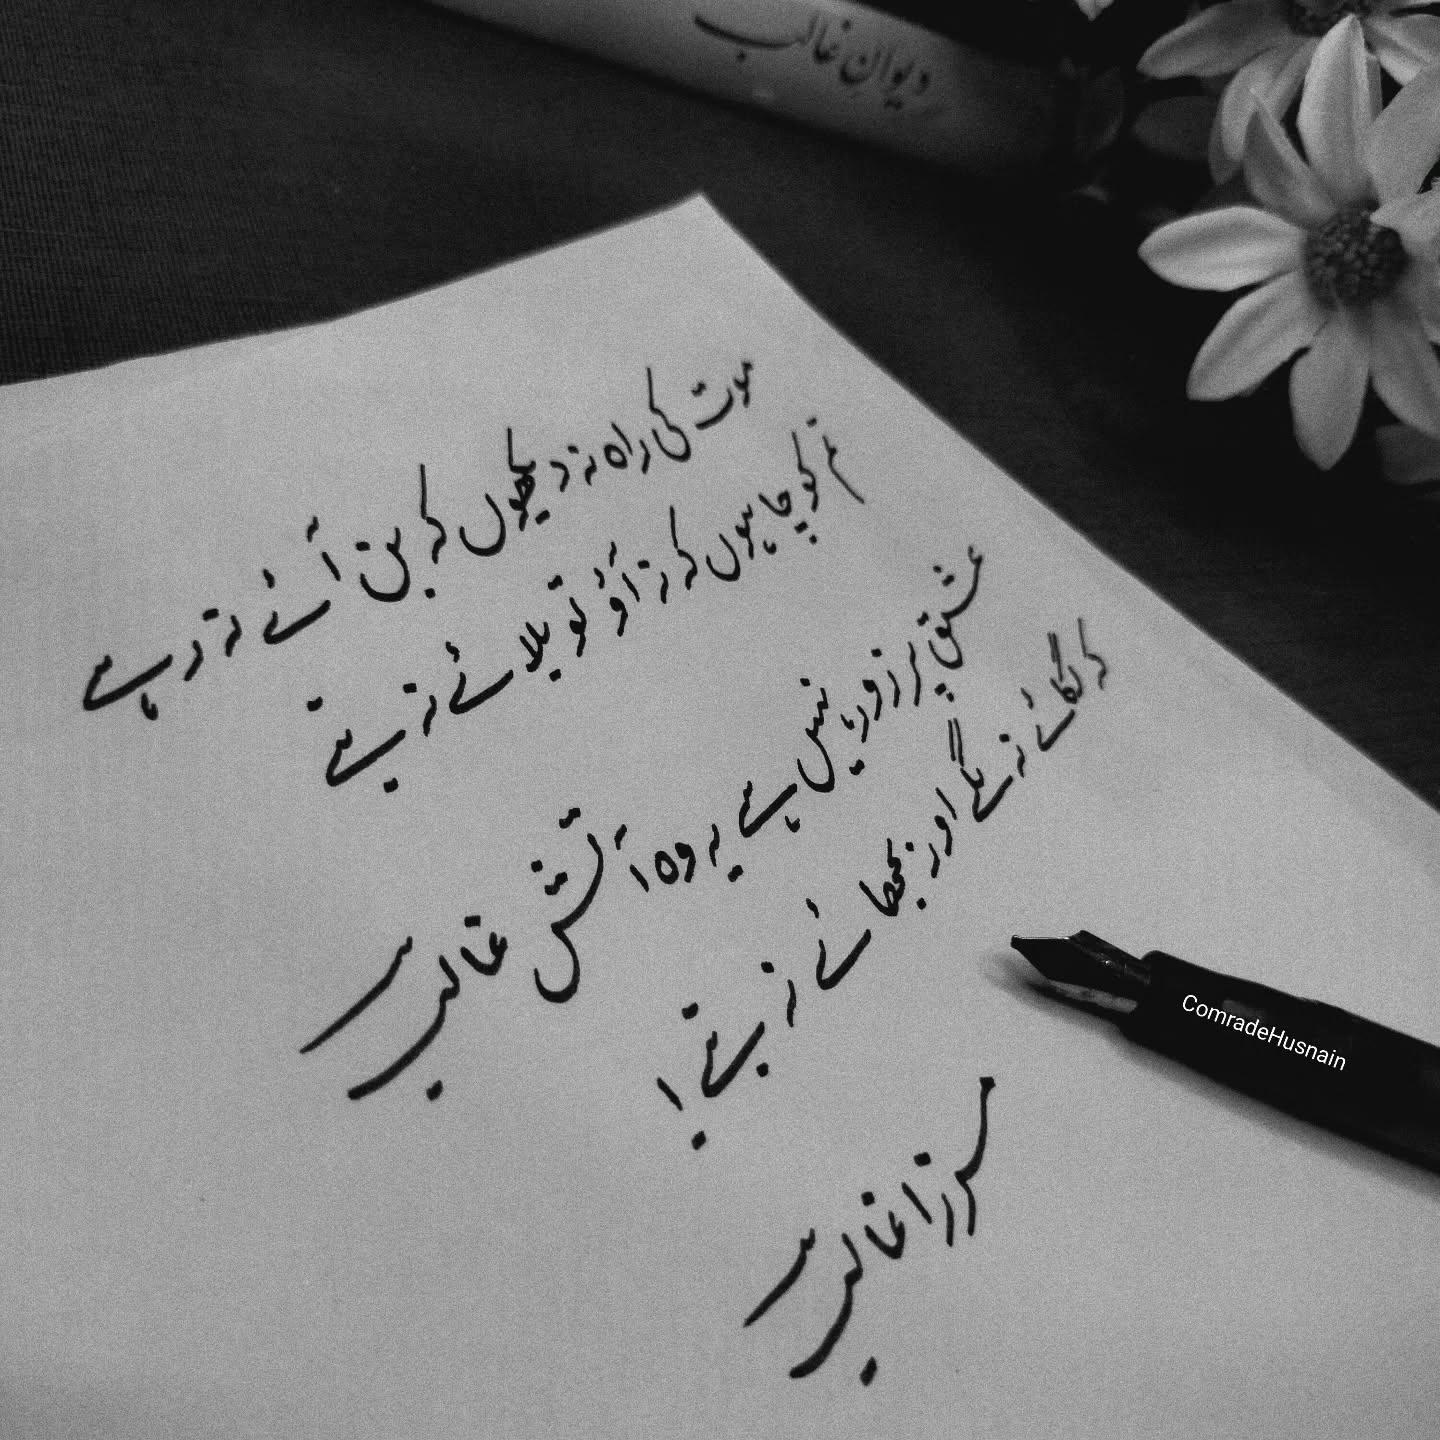 دیوانِ غالب
موت کی راہ نہ دیکھوں کہ بن آئے نہ رہے
تم کو چاہوں کہ نہ آؤ تو بلائے نہ بنے
عشق پر زور نہیں ہے یہ وہ آتش غالب
کہ لگائے نہ لگے اور بجھائے نہ بنے!
مرزا غالب
ComradeHusnain